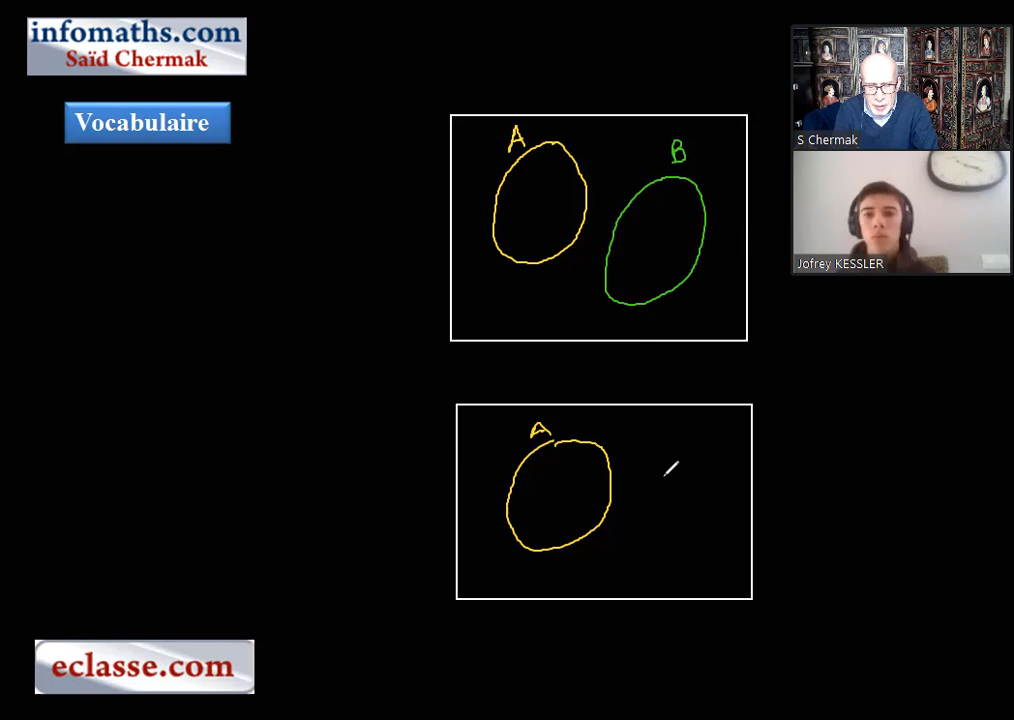 infomaths.com
Saïd Chermak
Vocabulaire
A
B
S Chermak
Jofrey KESSLER
A
eclasse.com